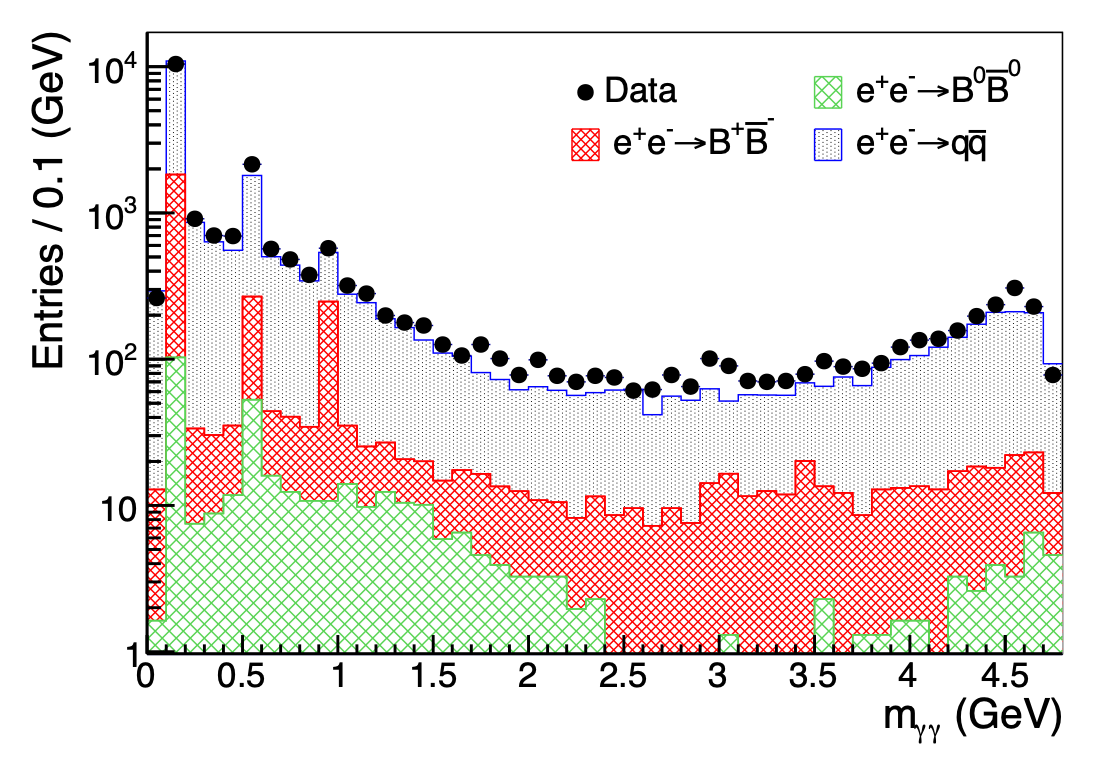 Entries / 0.1 (GeV)
10⁴
10³
10²
10
1
Data
e⁺e⁻→B⁰B̅⁰
e⁺e⁻→B⁺B̅⁻
e⁺e⁻→qq̅
0 0.5 1 1.5 2 2.5 3 3.5 4 4.5
m_γγ (GeV)